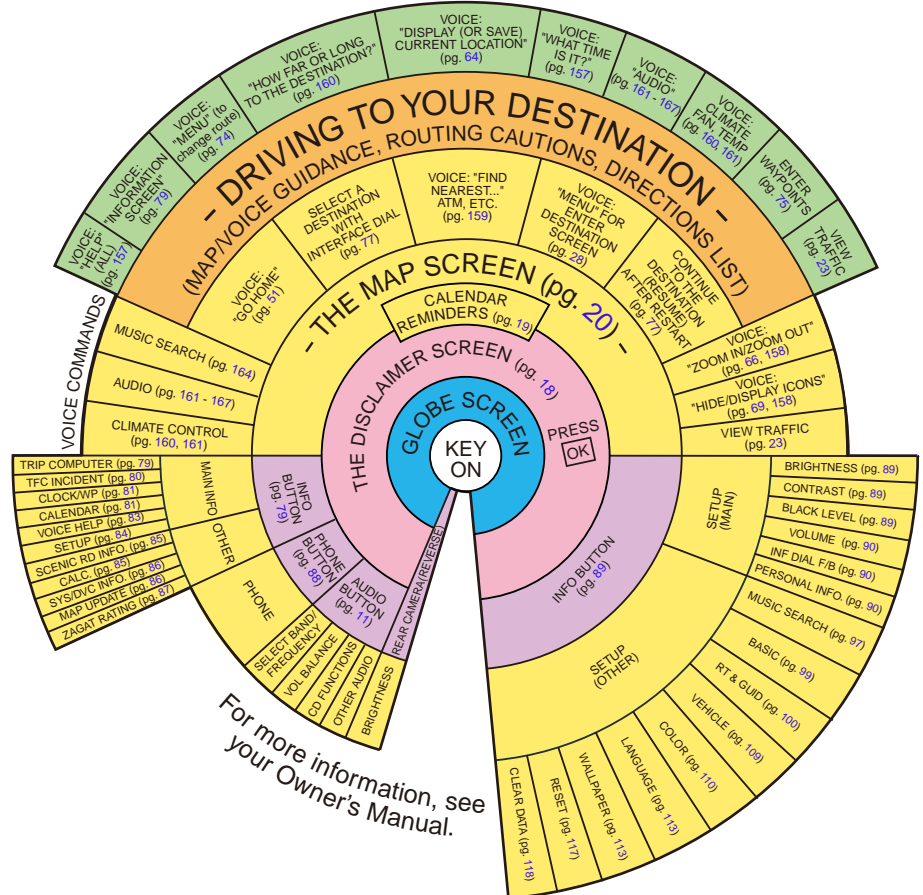 VOICE:
"HELP"
(ALL)
(pg. 157)
VOICE:
"INFORMATION
SCREEN"
(pg. 79)
VOICE:
"MENU" (to
change route)
(pg. 74)
VOICE:
"HOW FAR OR LONG
TO THE DESTINATION?"
(pg. 160)
VOICE:
"DISPLAY (OR SAVE)
CURRENT LOCATION"
(pg. 64)
VOICE:
"WHAT TIME
IS IT?"
(pg. 157)
VOICE:
"AUDIO"
(pg. 161 - 167)
VOICE:
CLIMATE
FAN, TEMP
(pg. 160, 161)
ENTER
WAYPOINTS
(pg. 75)
VIEW
TRAFFIC
(pg. 23)
- DRIVING TO YOUR DESTINATION -
(MAP/VOICE GUIDANCE, ROUTING CAUTIONS, DIRECTIONS LIST)
VOICE:
"GO HOME"
(pg. 51)
SELECT A
DESTINATION
WITH
INTERFACE DIAL
(pg. 77)
VOICE: "FIND
NEAREST..."
ATM, ETC.
(pg. 159)
VOICE:
"MENU" FOR
ENTER
DESTINATION
SCREEN
(pg. 28)
CONTINUE
TO THE
DESTINATION
(RESUME)
AFTER RESTART
(pg. 77)
- THE MAP SCREEN (pg. 20) -
CALENDAR
REMINDERS (pg. 19)
VOICE COMMANDS
MUSIC SEARCH (pg. 164)
AUDIO (pg. 161 - 167)
CLIMATE CONTROL
(pg. 160, 161)
VOICE:
"ZOOM IN/ZOOM OUT"
(pg. 66, 158)
VOICE:
"HIDE/DISPLAY ICONS"
(pg. 69, 158)
VIEW TRAFFIC
(pg. 23)
THE DISCLAIMER SCREEN (pg. 18)
PRESS
OK
GLOBE SCREEN
KEY
ON
TRIP COMPUTER (pg. 79)
TFC INCIDENT (pg. 80)
CLOCK/WP (pg. 81)
CALENDAR (pg. 81)
VOICE HELP (pg. 83)
SETUP (pg. 84)
SCENIC RD INFO. (pg. 85)
CALC. (pg. 85)
SYS/DVC INFO. (pg. 86)
MAP UPDATE (pg. 86)
ZAGAT RATING (pg. 87)
MAIN INFO
OTHER
INFO
BUTTON
(pg. 79)
PHONE
BUTTON
(pg. 88)
PHONE
AUDIO
BUTTON
(pg. 11)
SELECT BAND/
FREQUENCY
VOL BALANCE
CD FUNCTIONS
OTHER AUDIO
REAR CAMERA(REVERSE)
BRIGHTNESS
INFO BUTTON
(pg. 89)
SETUP
(MAIN)
BRIGHTNESS (pg. 89)
CONTRAST (pg. 89)
BLACK LEVEL (pg. 89)
VOLUME (pg. 90)
INF DIAL F/B (pg. 90)
SETUP
(OTHER)
PERSONAL INFO. (pg. 90)
MUSIC SEARCH (pg. 97)
BASIC (pg. 99)
RT & GUID (pg. 100)
VEHICLE (pg. 109)
COLOR (pg. 110)
LANGUAGE (pg. 113)
WALLPAPER (pg. 113)
RESET (pg. 117)
CLEAR DATA (pg. 118)
For more information, see
your Owner's Manual.